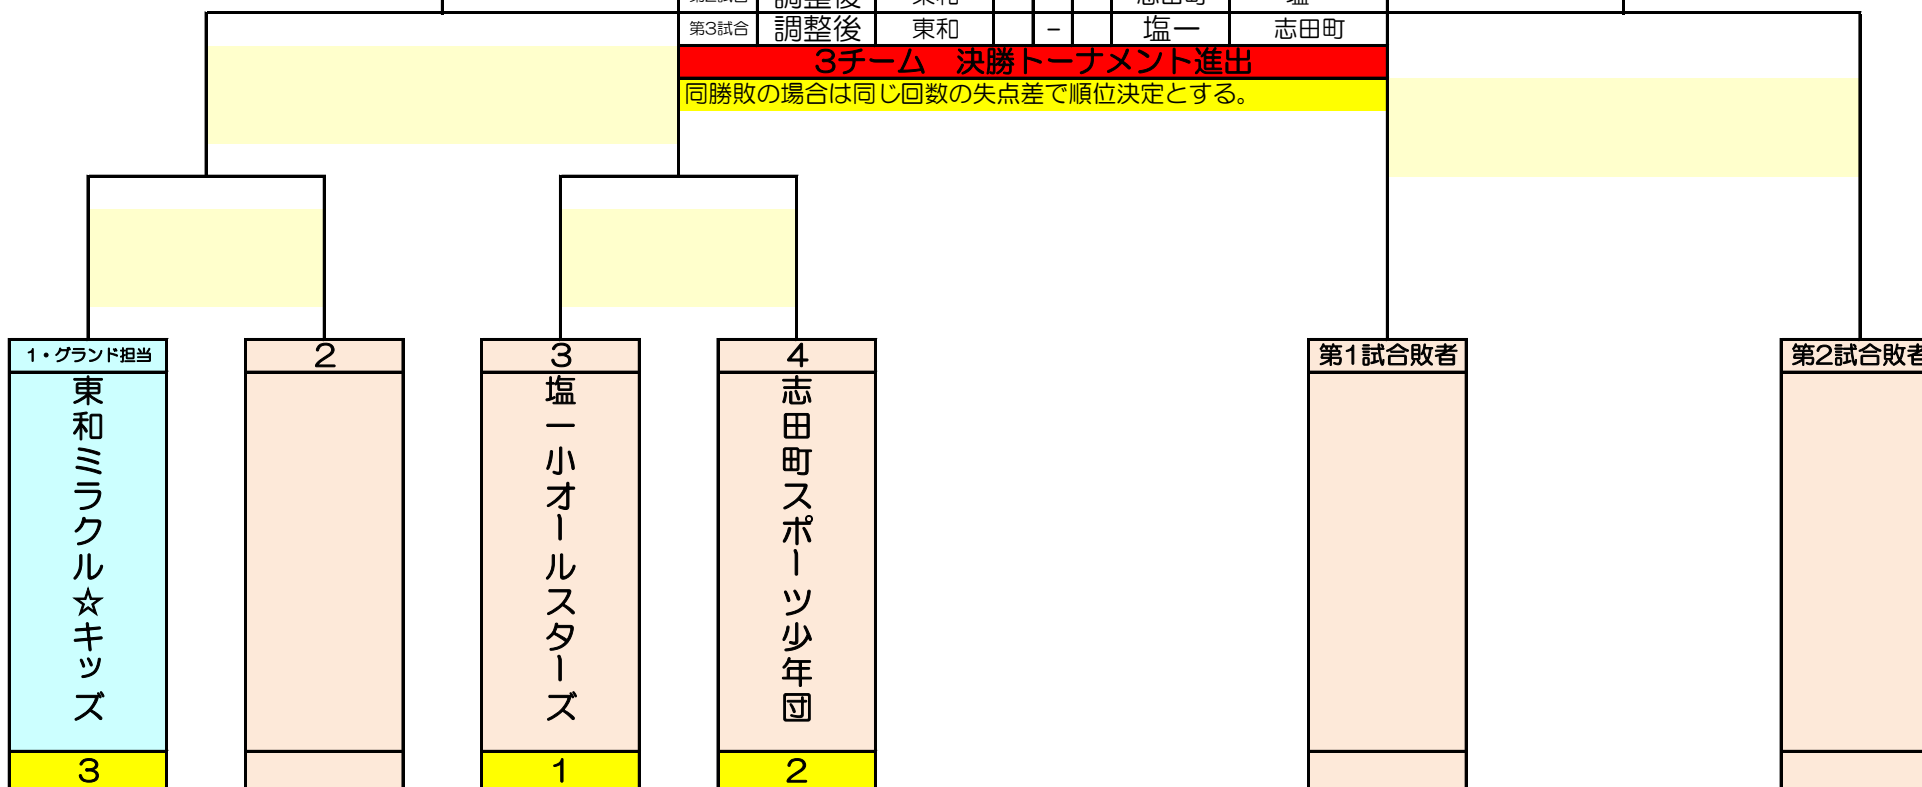 第3試合 調整後 東和 - 塩一 志田町
3チーム 決勝トーナメント進出
同勝敗の場合は同じ回数の失点差で順位決定とする。
1・グランド担当 2 3 4 第1試合敗者 第2試合敗者
東和ミラクル☆キッズ
塩一小オールスターズ
志田町スポーツ少年団
3 1 2